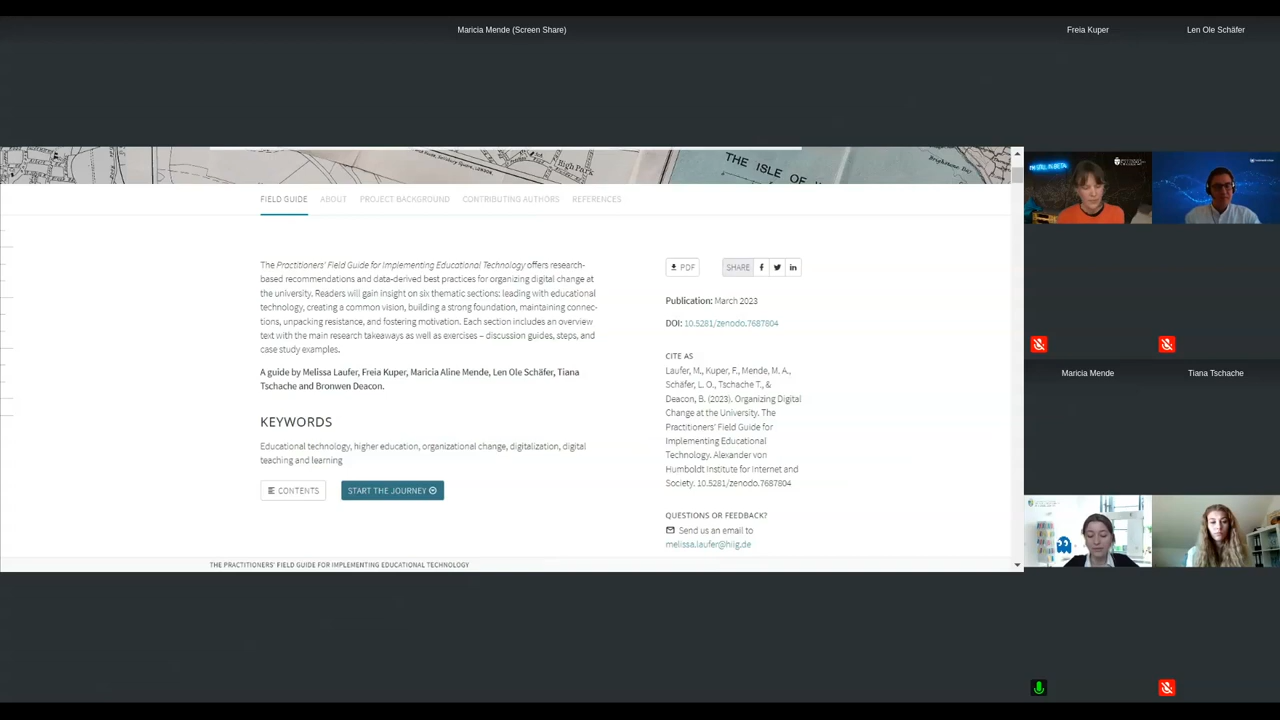 Maricia Mende (Screen Share)
Freia Kuper
Len Ole Schäfer
High Park
THE ISLE OF
FIELD GUIDE
ABOUT
PROJECT BACKGROUND
CONTRIBUTING AUTHORS
REFERENCES
The Practitioners' Field Guide for Implementing Educational Technology offers research-
based recommendations and data-derived best practices for organizing digital change at
the university. Readers will gain insight on six thematic sections: leading with educational
technology, creating a common vision, building a strong foundation, maintaining connec-
tions, unpacking resistance, and fostering motivation. Each section includes an overview
text with the main research takeaways as well as exercises – discussion guides, steps, and
case study examples.
A guide by Melissa Laufer, Freia Kuper, Maricia Aline Mende, Len Ole Schäfer, Tiana
Tschache and Bronwen Deacon.
KEYWORDS
Educational technology, higher education, organizational change, digitalization, digital
teaching and learning
CONTENTS
START THE JOURNEY
PDF
SHARE
Publication: March 2023
DOI: 10.5281/zenodo.7687804
CITE AS
Laufer, M., Kuper, F., Mende, M. A.,
Schäfer, L. O., Tschache T., &
Deacon, B. (2023). Organizing Digital
Change at the University. The
Practitioners' Field Guide for
Implementing Educational
Technology. Alexander von
Humboldt Institute for Internet and
Society. 10.5281/zenodo.7687804
QUESTIONS OR FEEDBACK?
Send us an email to
melissa.laufer@hiig.de
THE PRACTITIONERS' FIELD GUIDE FOR IMPLEMENTING EDUCATIONAL TECHNOLOGY
Maricia Mende
Tiana Tschache